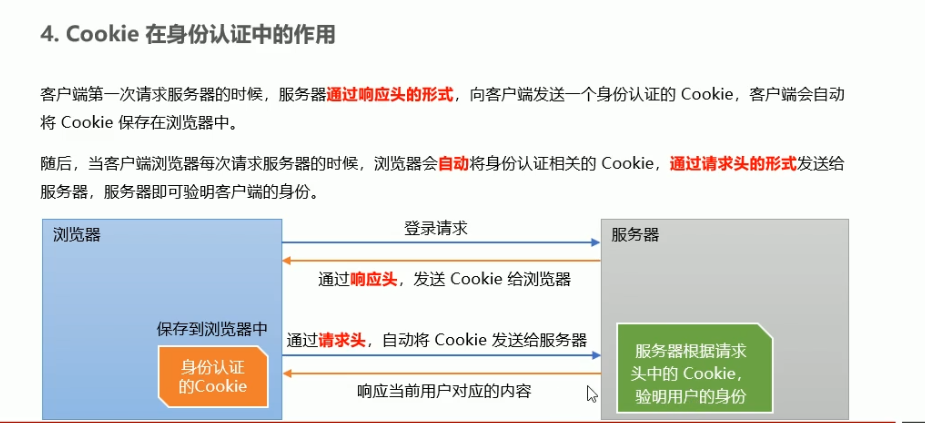 4. Cookie 在身份认证中的作用
客户端第一次请求服务器的时候，服务器通过响应头的形式，向客户端发送一个身份认证的 Cookie，客户端会自动
将 Cookie 保存在浏览器中。
随后，当客户端浏览器每次请求服务器的时候，浏览器会自动将身份认证相关的 Cookie，通过请求头的形式发送给
服务器，服务器即可验明客户端的身份。
浏览器
登录请求
服务器
通过响应头，发送 Cookie 给浏览器
保存到浏览器中
通过请求头，自动将 Cookie 发送给服务器
身份认证
的Cookie
服务器根据请求
头中的 Cookie，
验明用户的身份
响应当前用户对应的内容